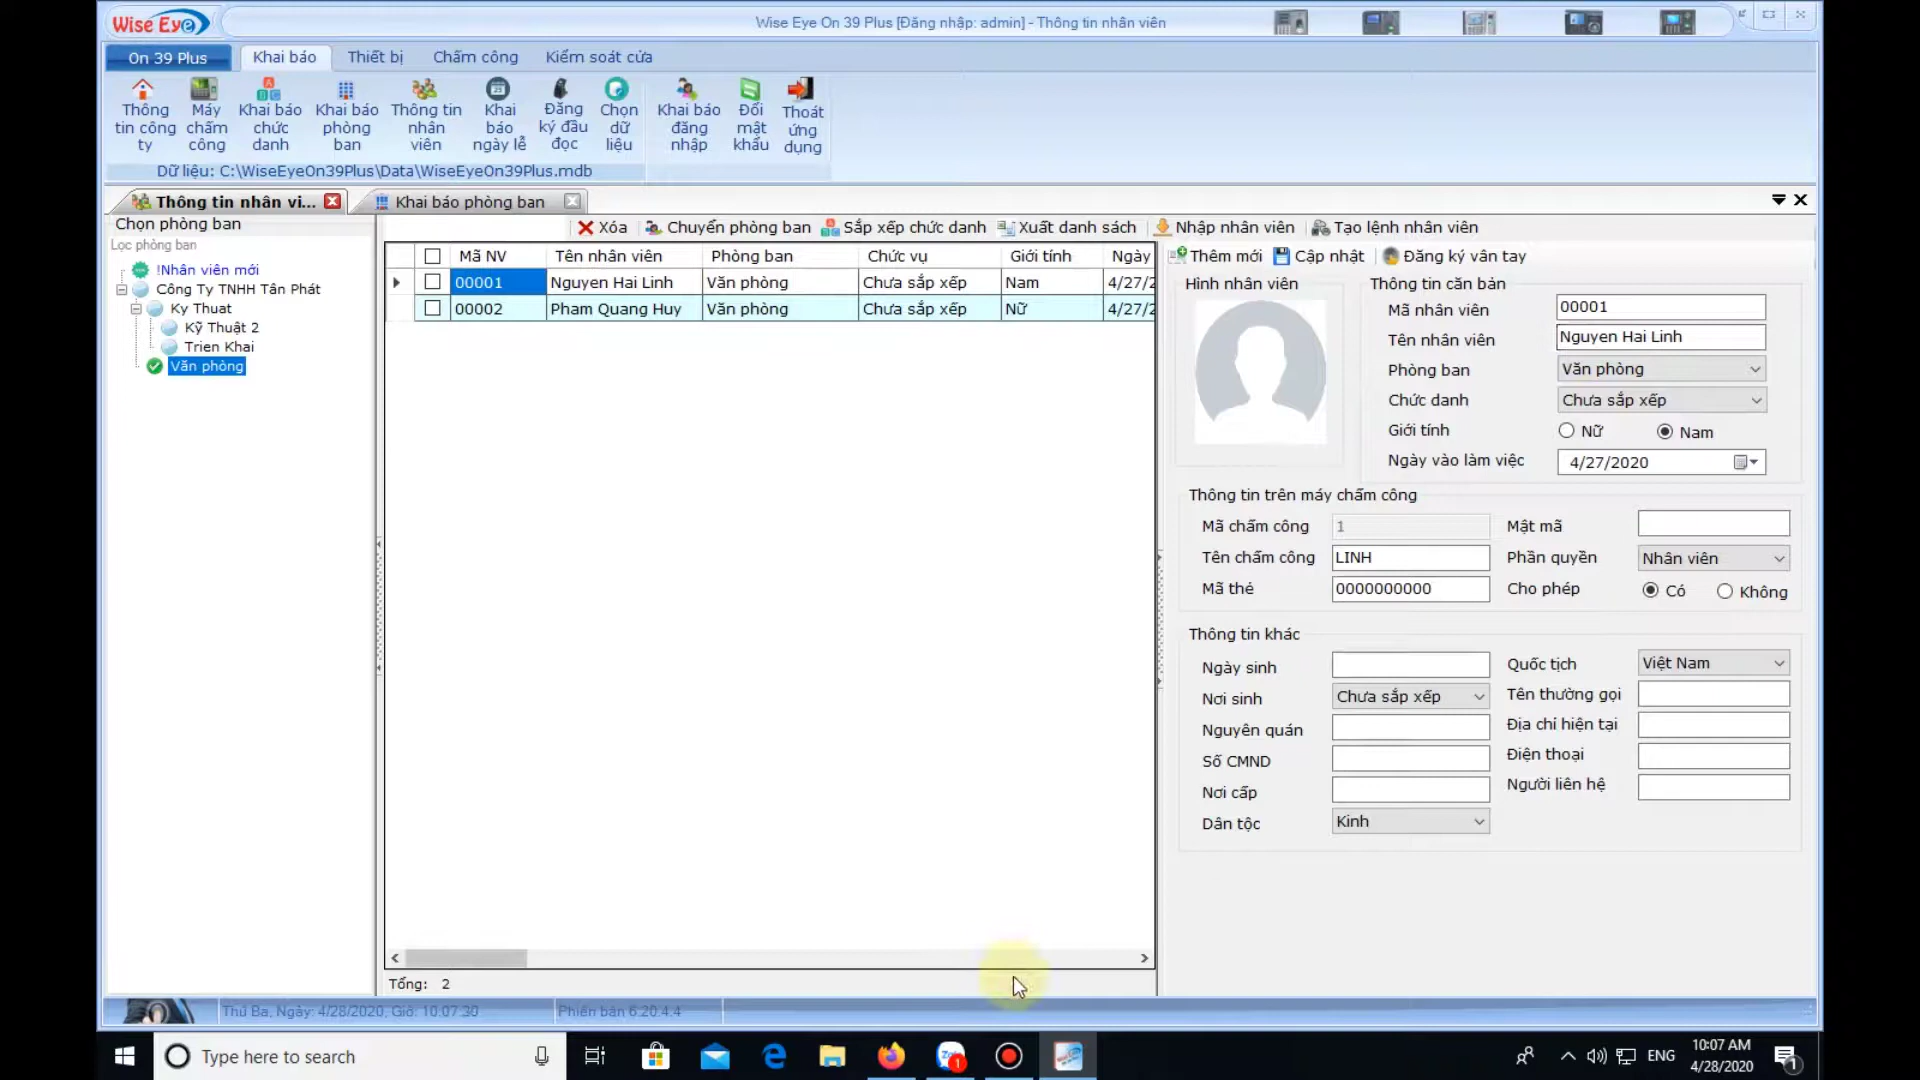 Wise Eye
Wise Eye On 39 Plus [Đăng nhập: admin] - Thông tin nhân viên
On 39 Plus
Khai báo
Thiết bị
Chấm công
Kiểm soát cửa
Thông tin công ty
Máy chấm công
Khai báo chức danh
Khai báo phòng ban
Thông tin nhân viên
Khai báo ngày lễ
Đăng ký đầu đọc
Chọn dữ liệu
Khai báo đăng nhập
Đổi mật khẩu
Thoát ứng dụng
Dữ liệu: C:\WiseEyeOn39Plus\Data\WiseEyeOn39Plus.mdb
Thông tin nhân vi...
Khai báo phòng ban
Chọn phòng ban
Lọc phòng ban
!Nhân viên mới
Công Ty TNHH Tân Phát
Ky Thuat
Kỹ Thuật 2
Trien Khai
Văn phòng
Xóa
Chuyển phòng ban
Sắp xếp chức danh
Xuất danh sách
Nhập nhân viên
Tạo lệnh nhân viên
Mã NV Tên nhân viên Phòng ban Chức vụ Giới tính Ngày
00001 Nguyen Hai Linh Văn phòng Chưa sắp xếp Nam 4/27/2
00002 Pham Quang Huy Văn phòng Chưa sắp xếp Nữ 4/27/2
Tổng: 2
Thêm mới
Cập nhật
Đăng ký vân tay
Hình nhân viên
Thông tin căn bản
Mã nhân viên 00001
Tên nhân viên Nguyen Hai Linh
Phòng ban Văn phòng
Chức danh Chưa sắp xếp
Giới tính Nữ Nam
Ngày vào làm việc 4/27/2020
Thông tin trên máy chấm công
Mã chấm công 1 Mật mã
Tên chấm công LINH Phần quyền Nhân viên
Mã thẻ 0000000000 Cho phép Có Không
Thông tin khác
Ngày sinh Quốc tịch Việt Nam
Nơi sinh Chưa sắp xếp Tên thường gọi
Nguyên quán Địa chỉ hiện tại
Số CMND Điện thoại
Nơi cấp Người liên hệ
Dân tộc Kinh
Thứ Ba, Ngày: 4/28/2020, Giờ: 10:07:30
Phiên bản 6.20.4.4
Type here to search
Zalo
1
ENG
10:07 AM
4/28/2020
1